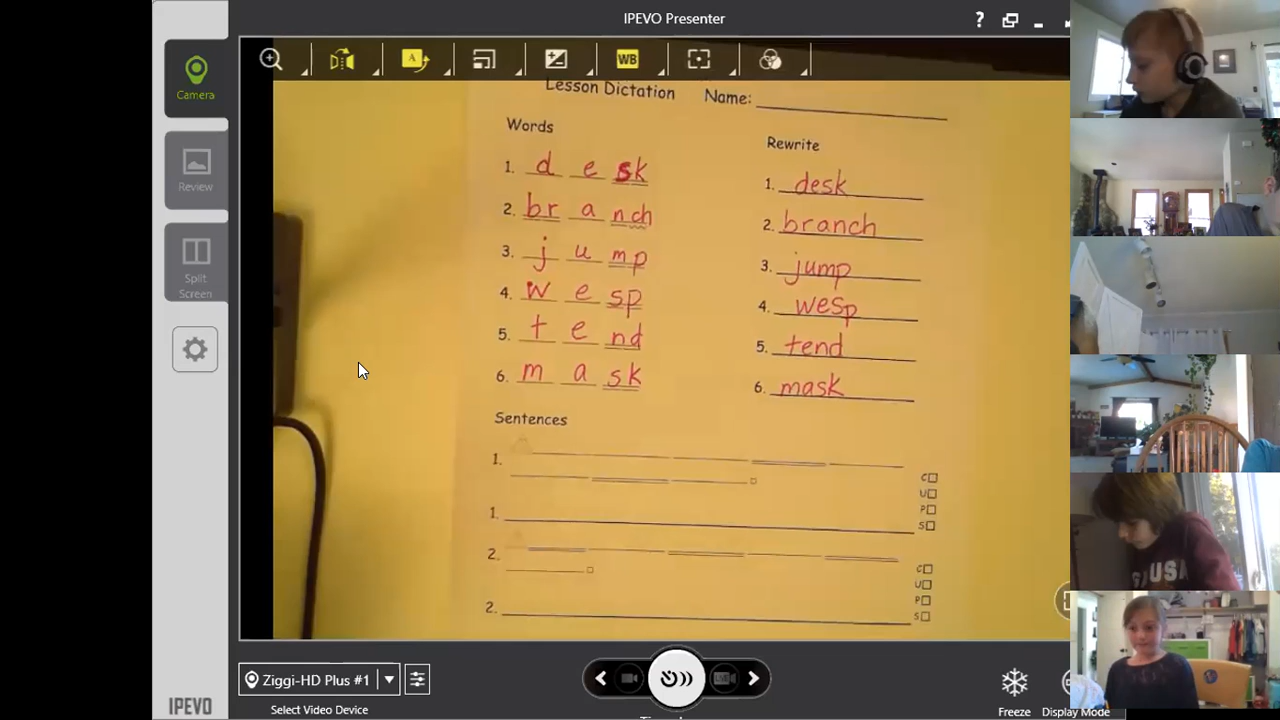 IPEVO Presenter
?
Camera
Review
Split
Screen
WB
Lesson Dictation Name:
Words
Rewrite
1. d e sk
1. desk
2. br a nch
2. branch
3. j u mp
3. jump
4. w e sp
4. wesp
5. t e nd
5. tend
6. m a sk
6. mask
Sentences
1.
C
U
P
S
1.
2.
C
U
P
S
2.
USA
Ziggi-HD Plus #1
Select Video Device
IPEVO
Freeze
Display Mode